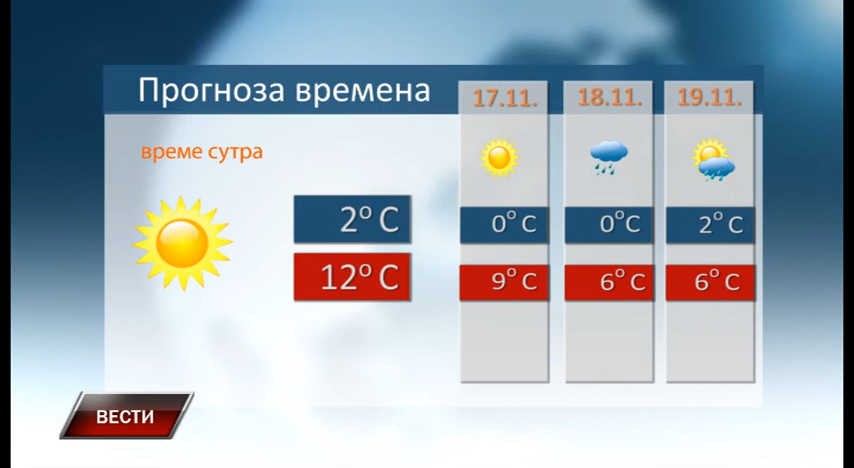 Прогноза времена
време сутра
2° C
12° C
17.11.
0° C
9° C
18.11.
0°C
6° C
19.11.
2° C
6° C
ВЕСТИ